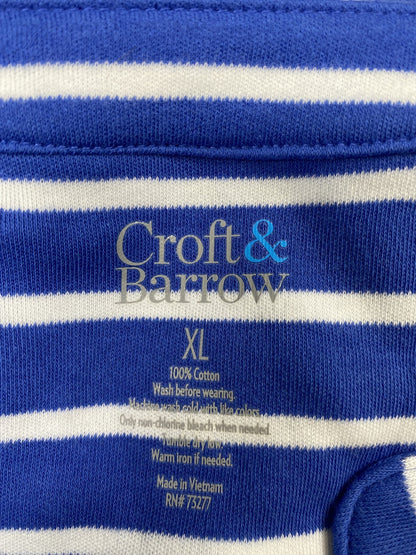 Croft&
Barrow
XL
100% Cotton
Wash before wearing.
Machine wash cold with like colors.
Only non-chlorine bleach when needed.
Tumble dry low.
Warm iron if needed.
Made in Vietnam
RN# 73277